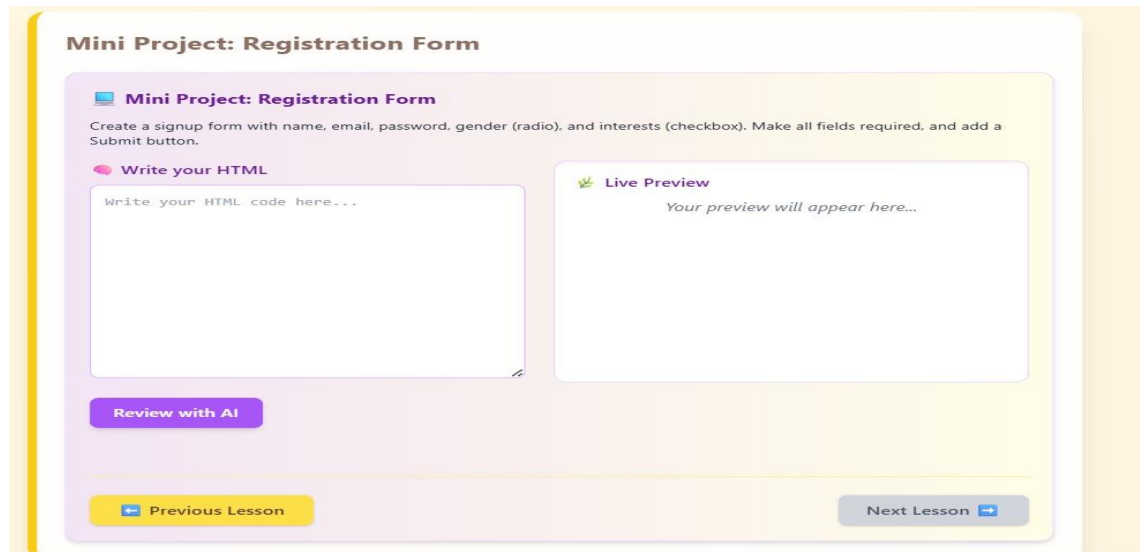 Mini Project: Registration Form
Mini Project: Registration Form
Create a signup form with name, email, password, gender (radio), and interests (checkbox). Make all fields required, and add a
Submit button.
Write your HTML
Write your HTML code here...
Live Preview
Your preview will appear here...
Review with AI
Previous Lesson
Next Lesson